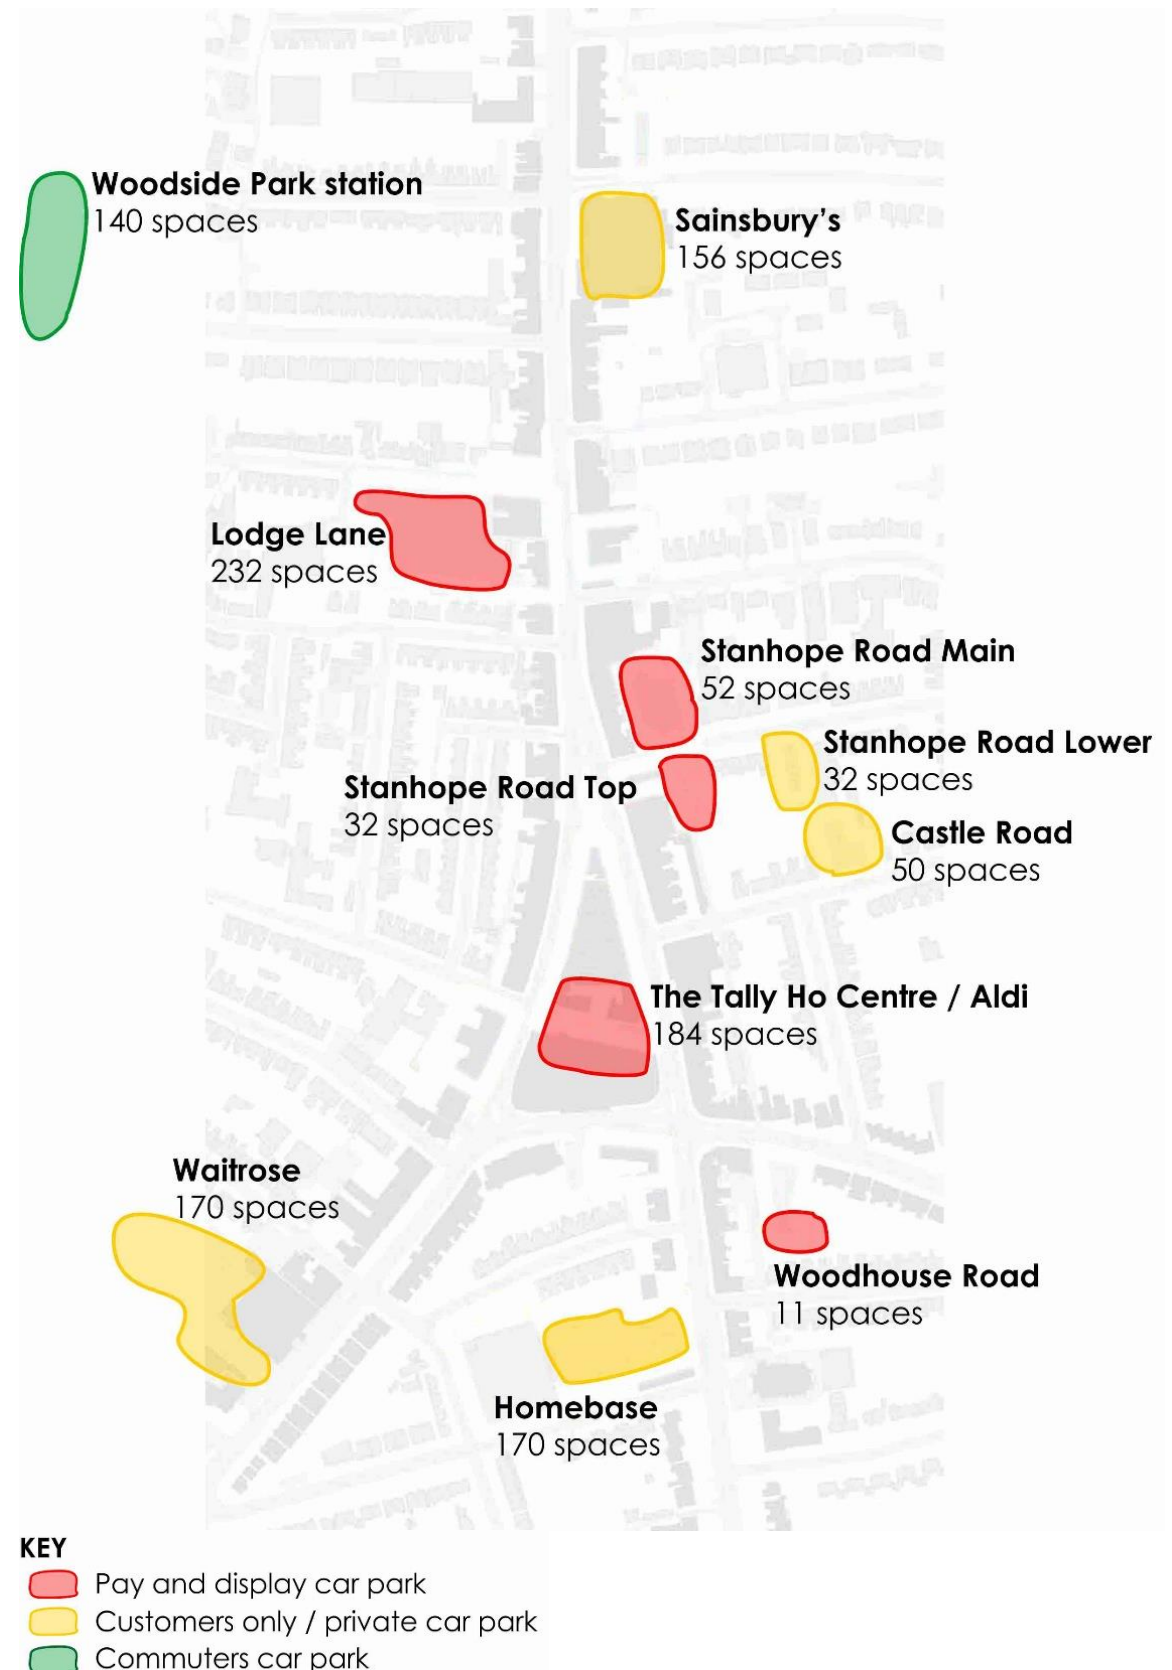 Woodside Park station
140 spaces
Sainsbury's
156 spaces
Lodge Lane
232 spaces
Stanhope Road Main
52 spaces
Stanhope Road Lower
32 spaces
Stanhope Road Top
32 spaces
Castle Road
50 spaces
The Tally Ho Centre / Aldi
184 spaces
Waitrose
170 spaces
Woodhouse Road
11 spaces
Homebase
170 spaces
KEY
Pay and display car park
Customers only / private car park
Commuters car park